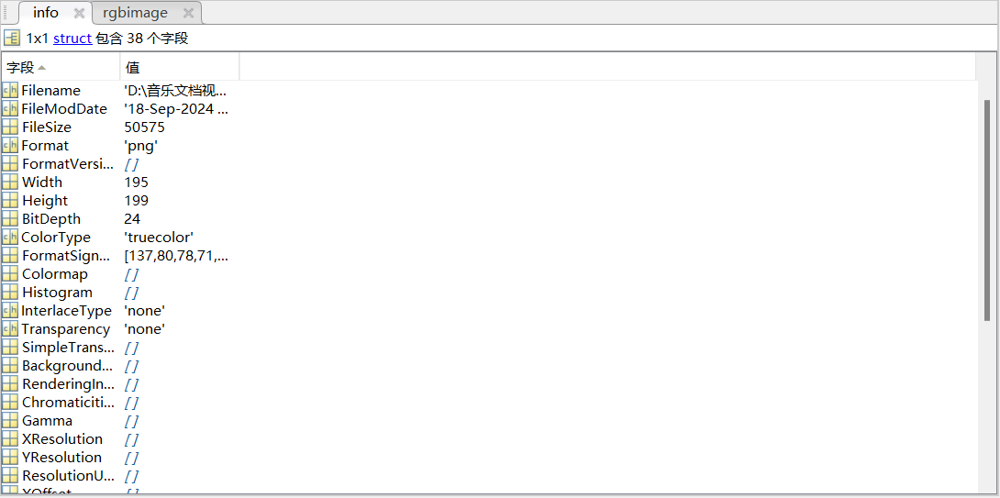 info rgbimage
1x1 struct 包含 38 个字段
字段 值
Filename 'D:\音乐文档视...
FileModDate '18-Sep-2024 ...
FileSize 50575
Format 'png'
FormatVersi... []
Width 195
Height 199
BitDepth 24
ColorType 'truecolor'
FormatSign... [137,80,78,71,...
Colormap []
Histogram []
InterlaceType 'none'
Transparency 'none'
SimpleTrans... []
Background... []
RenderingIn... []
Chromaticiti... []
Gamma []
XResolution []
YResolution []
ResolutionU... []
XOffset []